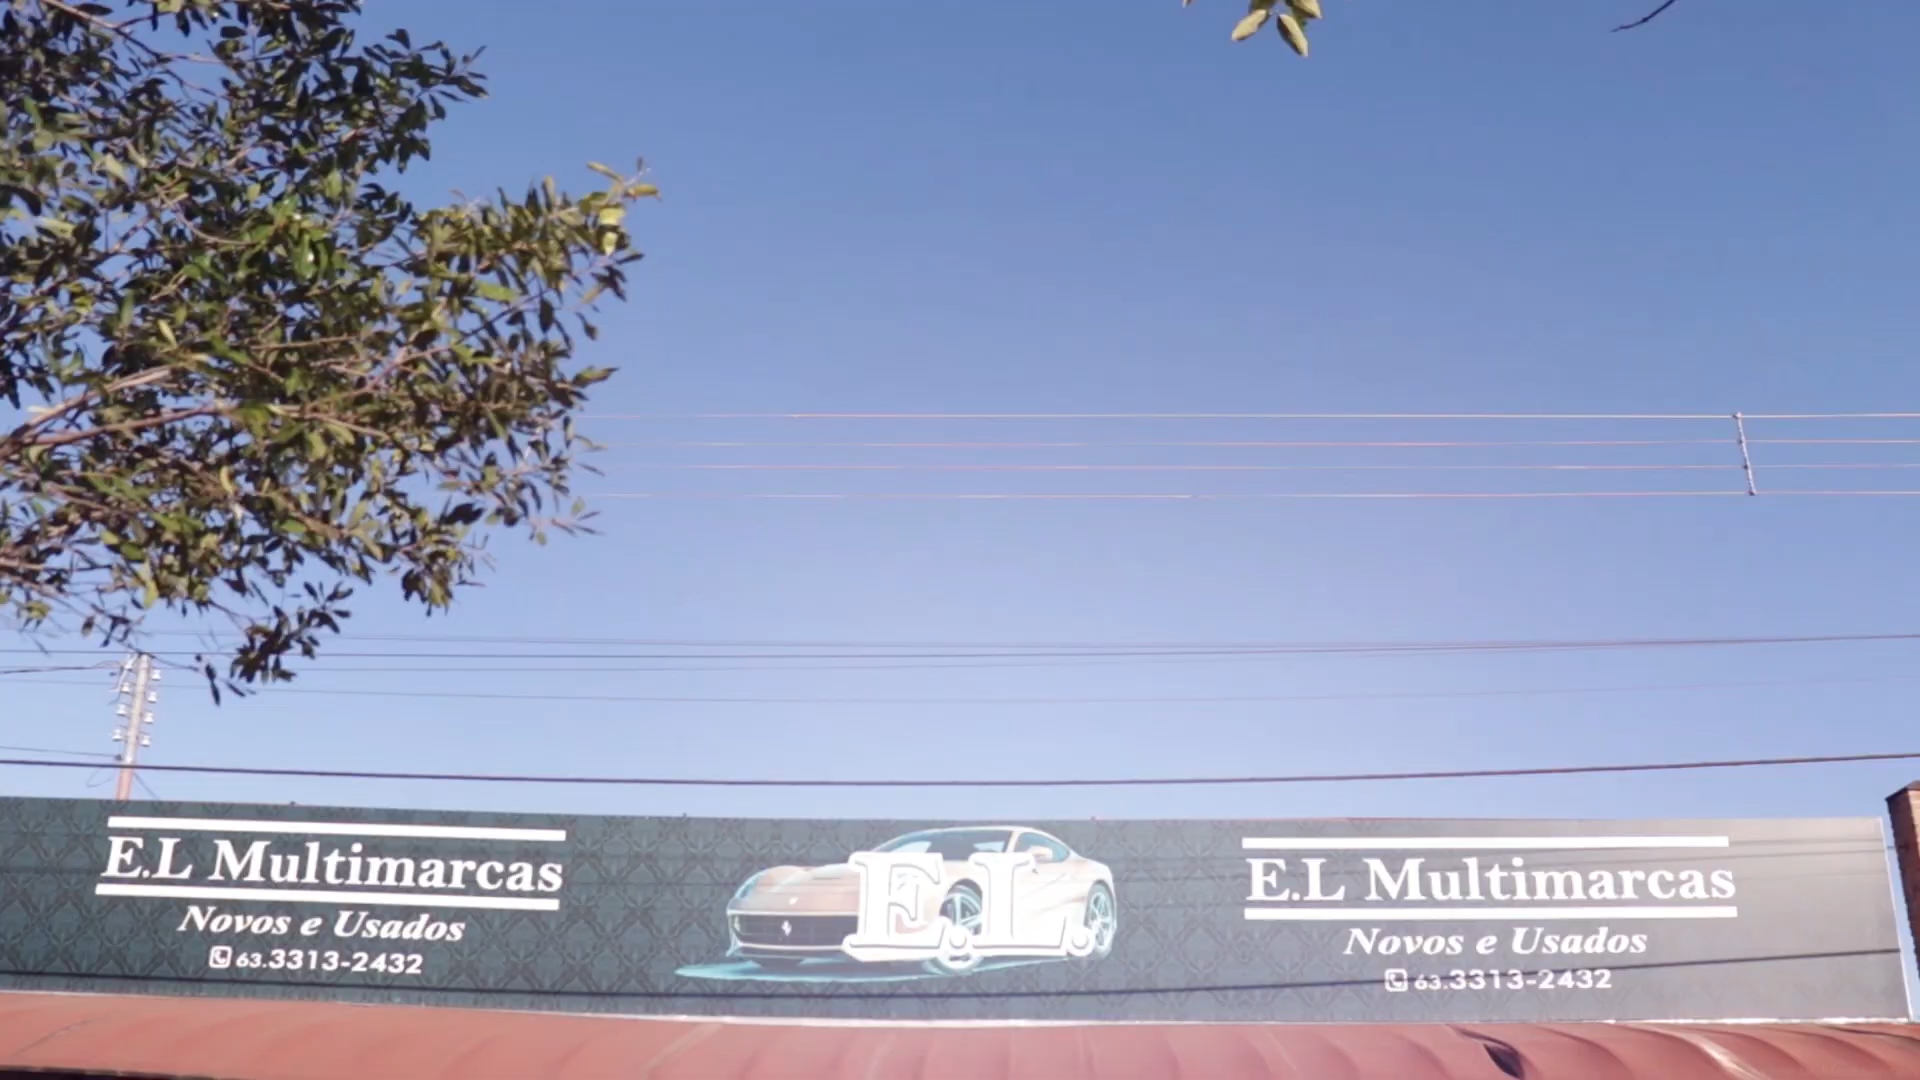 E.L Multimarcas
Novos e Usados
63.3313-2432
E.L.
E.L Multimarcas
Novos e Usados
63.3313-2432